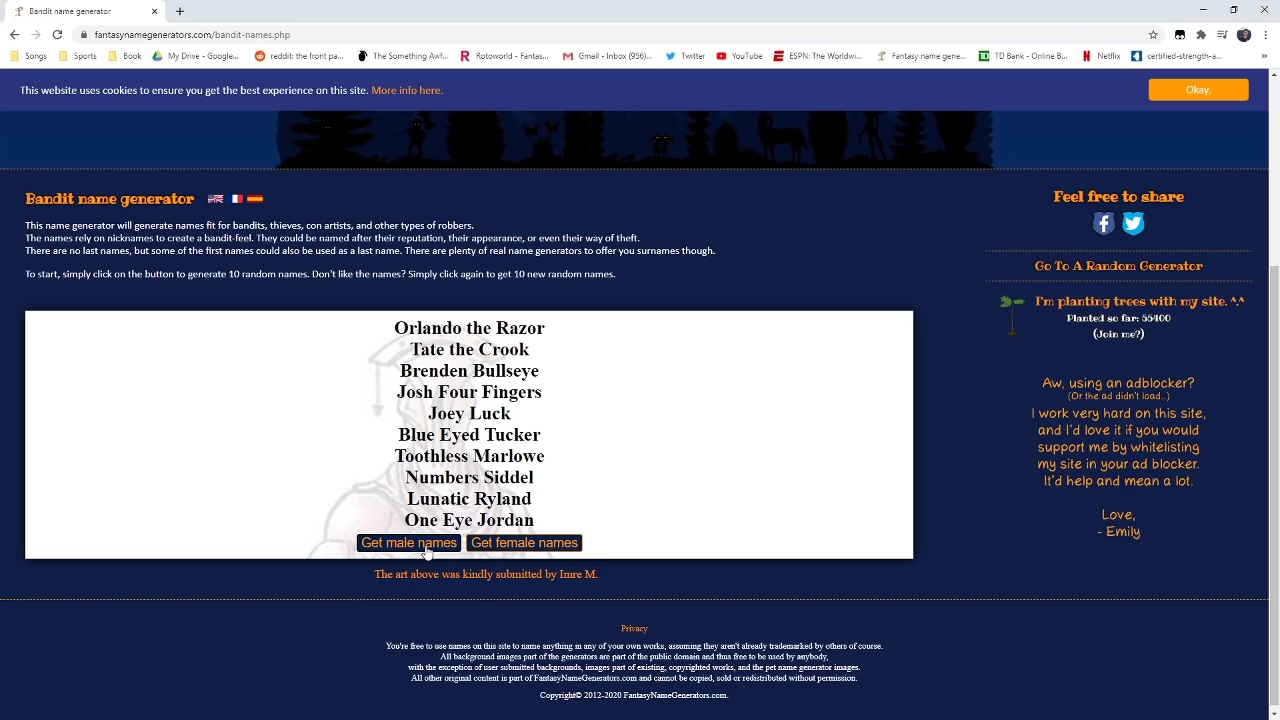 Bandit name generator
fantasynamegenerators.com/bandit-names.php
Songs Sports Book My Drive - Google... reddit: the front pa... The Something Awf... Rotoworld - Fantas... Gmail - Inbox (956)... Twitter YouTube ESPN: The Worldwi... Fantasy name gene... TD Bank - Online B... Netflix certified-strength-a... »
This website uses cookies to ensure you get the best experience on this site. More info here.
Okay.
Bandit name generator
This name generator will generate names fit for bandits, thieves, con artists, and other types of robbers.
The names rely on nicknames to create a bandit-feel. They could be named after their reputation, their appearance, or even their way of theft.
There are no last names, but some of the first names could also be used as a last name. There are plenty of real name generators to offer you surnames as well.
To start, simply click on the button to generate 10 random names. Don't like the names? Simply click again to get 10 new random names.
Orlando the Razor
Tate the Crook
Brenden Bullseye
Josh Four Fingers
Joey Luck
Blue Eyed Tucker
Toothless Marlowe
Numbers Siddel
Lunatic Ryland
One Eye Jordan
Get male names Get female names
The art above was kindly submitted by Imre M.
Feel free to share
Go To A Random Generator
I'm planting trees with my site. ^.^
Planted so far: 55400
(Join me?)
Aw, using an adblocker?
(Or the ad didn't load...)
I work very hard on this site,
and I'd love it if you would
support me by whitelisting
my site in your ad blocker.
It'd help and mean a lot.
Love,
- Emily
Privacy
You're free to use names on this site to name anything in any of your own works, assuming they aren't already trademarked by others of course.
All background images part of the generators are part of the public domain and thus free to be used by anybody,
with the exception of user submitted backgrounds, images part of existing, copyrighted works, and the pet name generator images.
All other original content is part of FantasyNameGenerators.com and cannot be copied, sold or redistributed without permission.
Copyright© 2012-2020 FantasyNameGenerators.com.